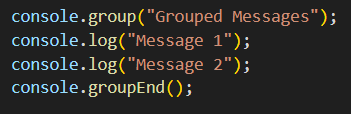 console.group("Grouped Messages");
console.log("Message 1");
console.log("Message 2");
console.groupEnd();